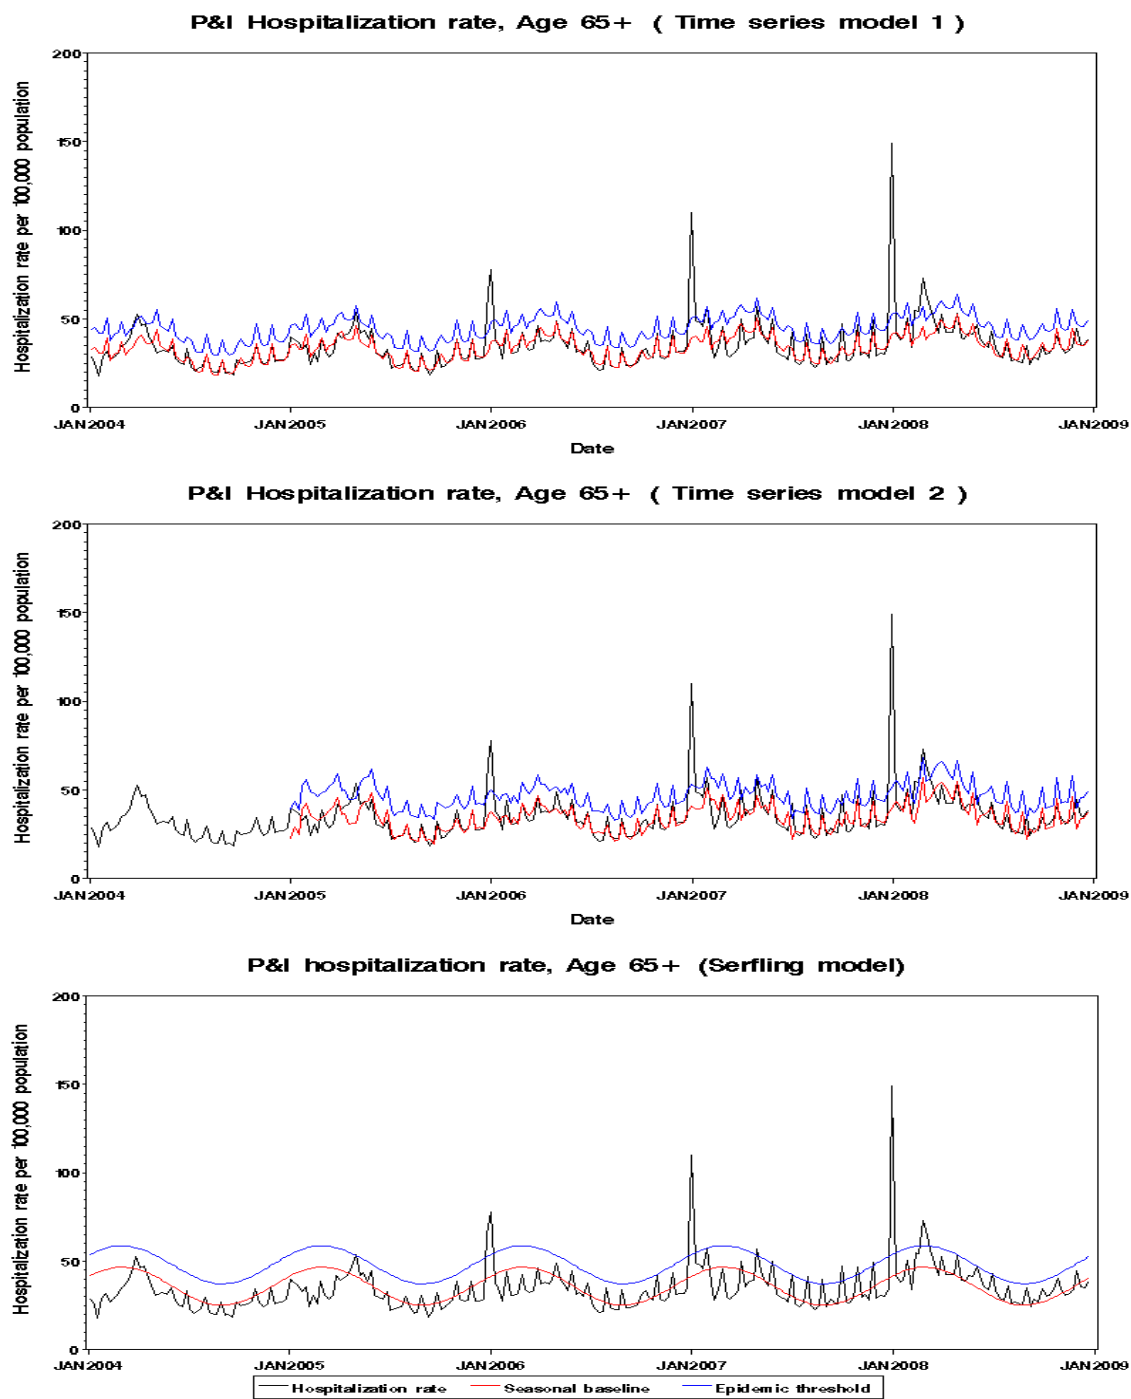 P&I Hospitalization rate, Age 65+ ( Time series model 1 )
Hospitalization rate per 100,000 population
200
150
100
50
0
JAN2004 JAN2005 JAN2006 JAN2007 JAN2008 JAN2009
Date
P&I Hospitalization rate, Age 65+ ( Time series model 2 )
Hospitalization rate per 100,000 population
200
150
100
50
0
JAN2004 JAN2005 JAN2006 JAN2007 JAN2008 JAN2009
Date
P&I hospitalization rate, Age 65+ (Serfling model)
Hospitalization rate per 100,000 population
200
150
100
50
0
JAN2004 JAN2005 JAN2006 JAN2007 JAN2008 JAN2009
Hospitalization rate Seasonal baseline Epidemic threshold